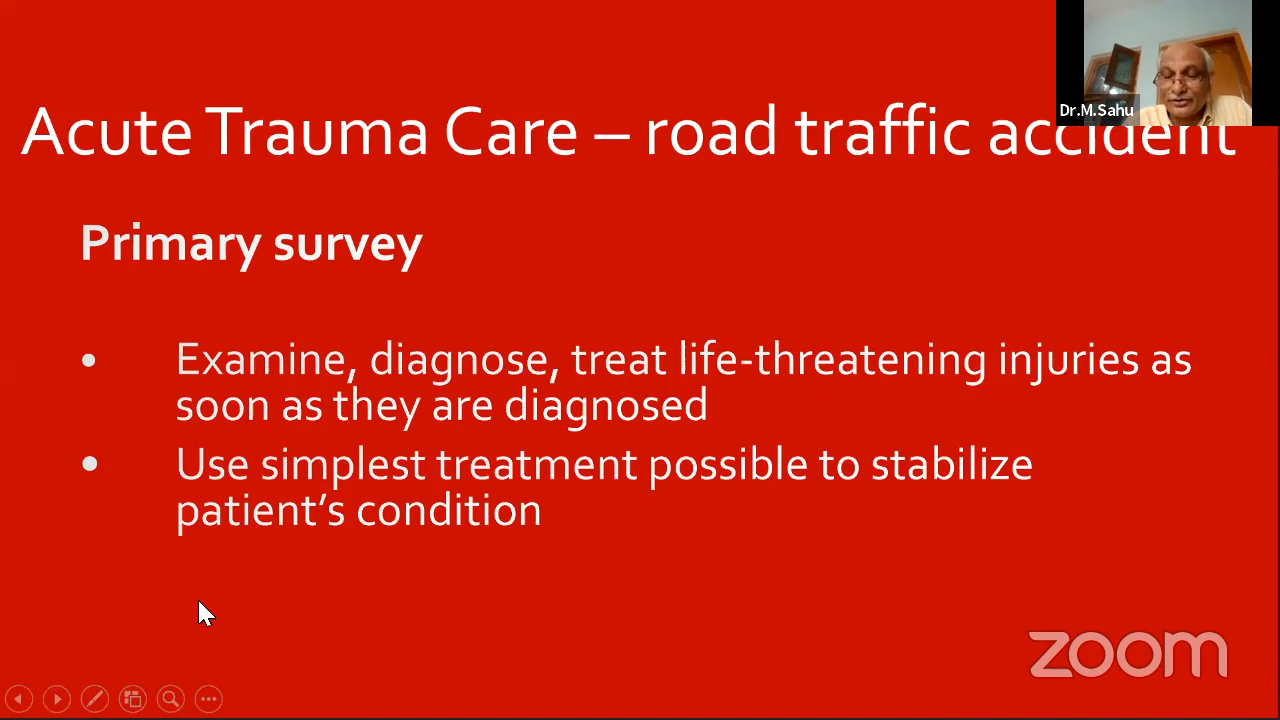 Dr.M.Sahu
Acute Trauma Care – road traffic accident
Primary survey
• Examine, diagnose, treat life-threatening injuries as
soon as they are diagnosed
• Use simplest treatment possible to stabilize
patient’s condition
zoom